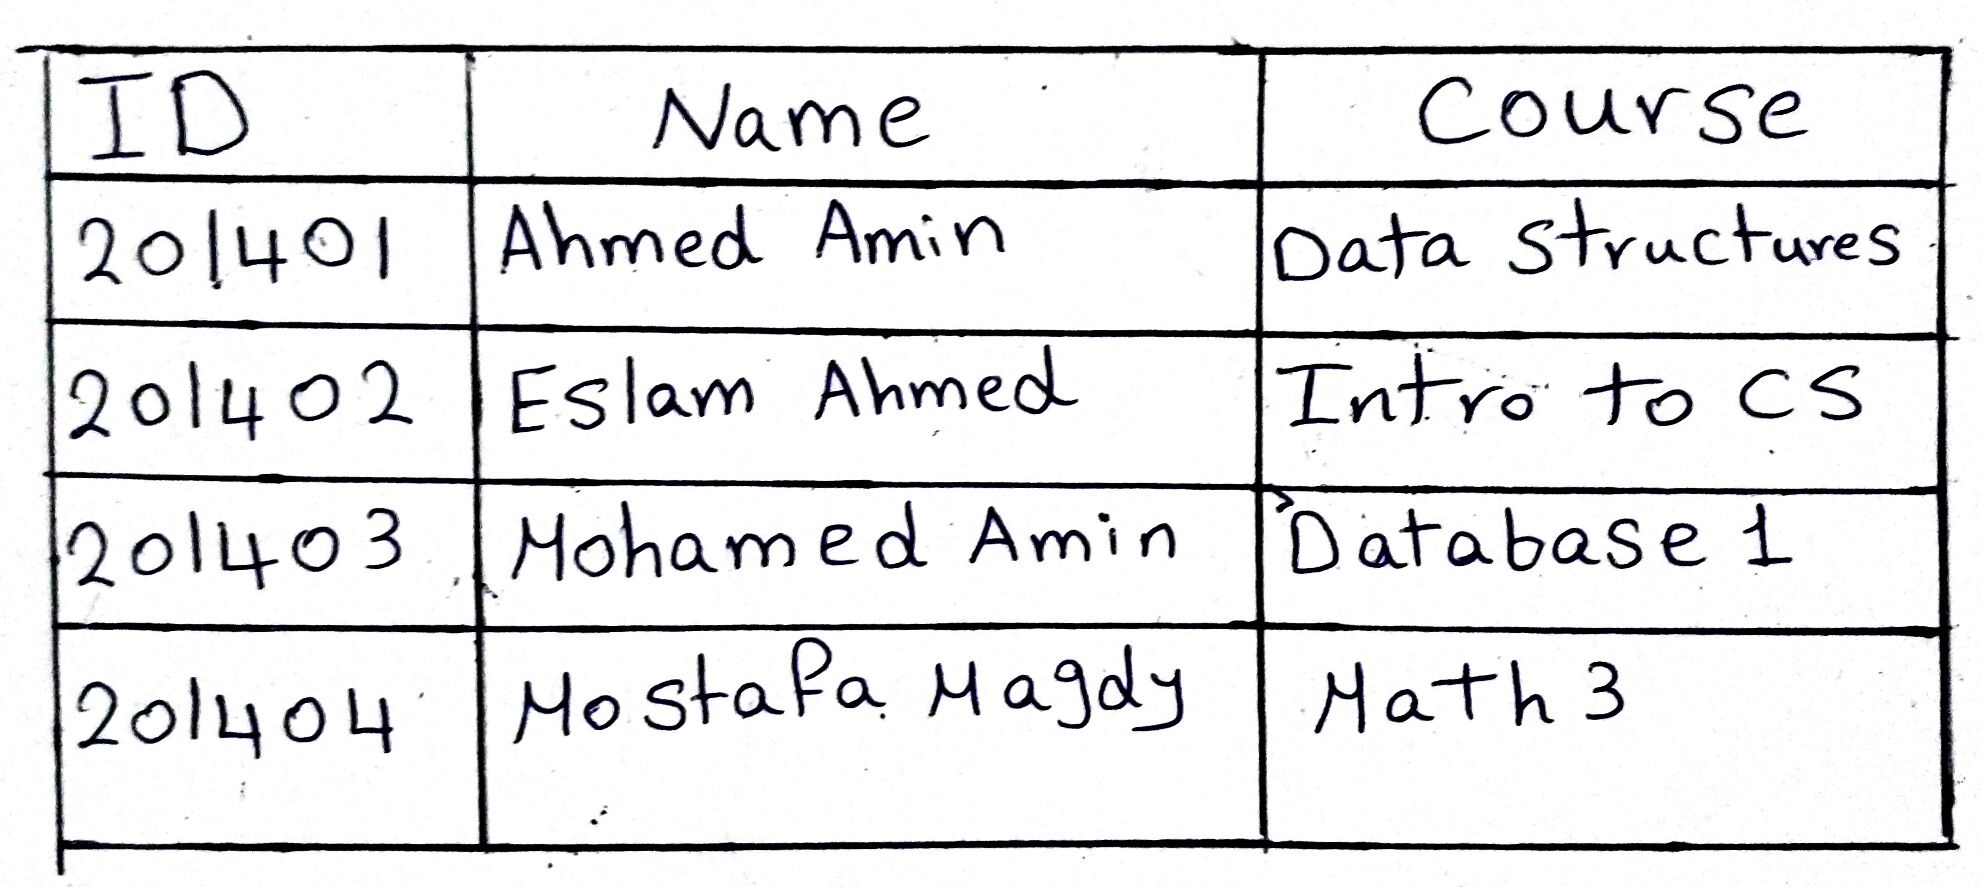 ID Name Course
201401 Ahmed Amin Data Structures
201402 Eslam Ahmed Intro to CS
201403 Mohamed Amin Database 1
201404 Mostafa Magdy Math 3